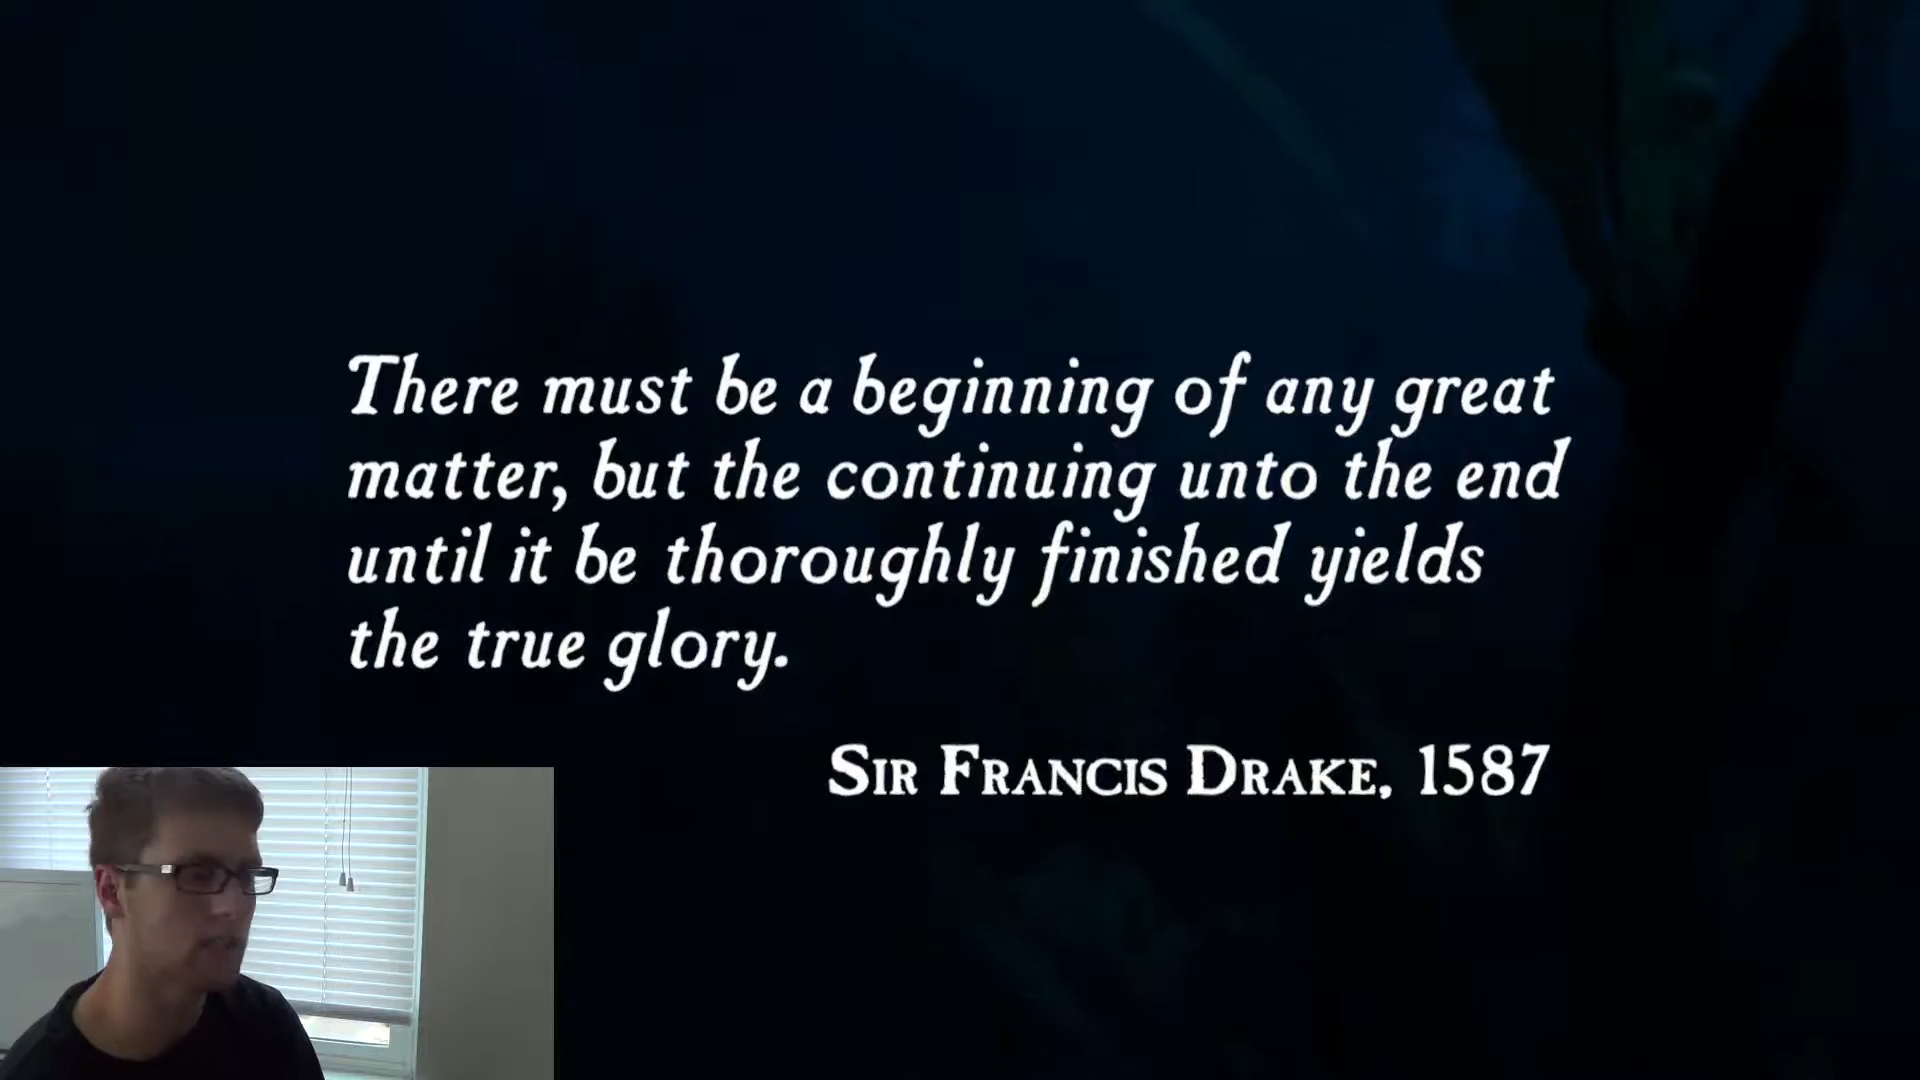 There must be a beginning of any great
matter, but the continuing unto the end
until it be thoroughly finished yields
the true glory.
Sir Francis Drake, 1587